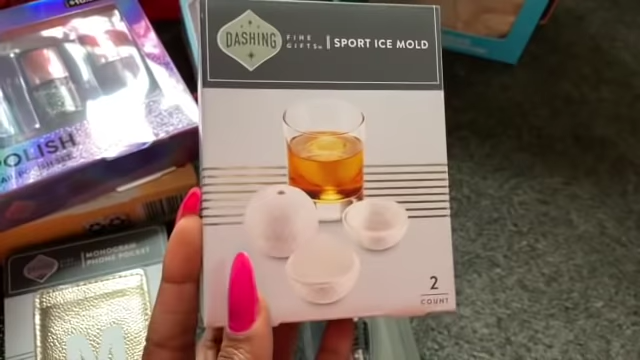 DASHING
FINE
GIFTS
SPORT ICE MOLD
2
COUNT
POLISH
MONOGRAM
PHONE POCKET
M